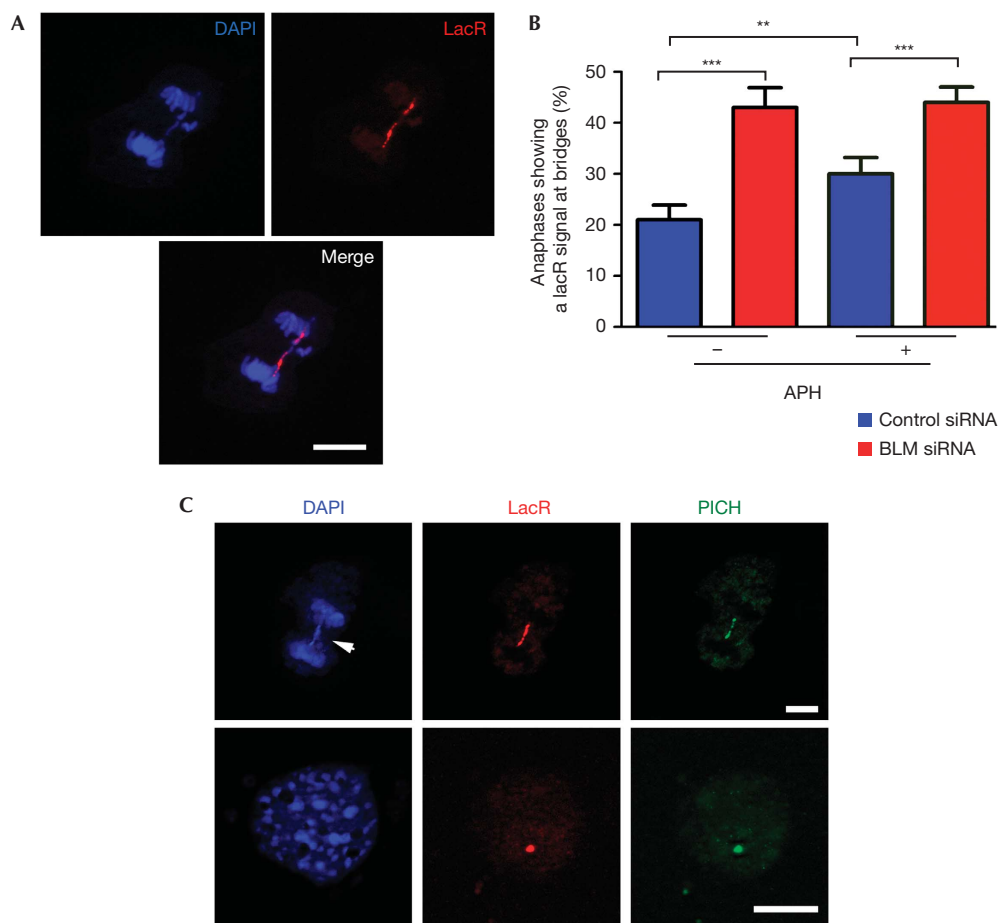 A
DAPI
LacR
Merge
B
**
***
***
Anaphases showing
a lacR signal at bridges (%)
50
40
30
20
10
0
−
+
APH
Control siRNA
BLM siRNA
C
DAPI
LacR
PICH